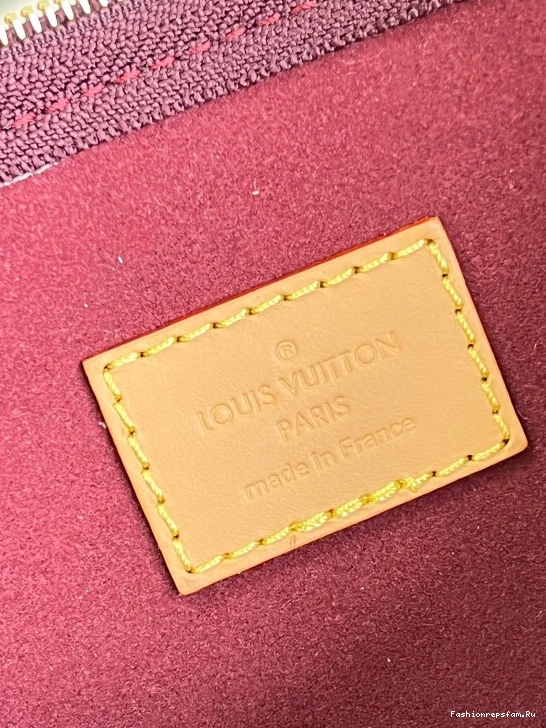 ®
LOUIS VUITTON
PARIS
made in France
Fashionrepsfam.Ru